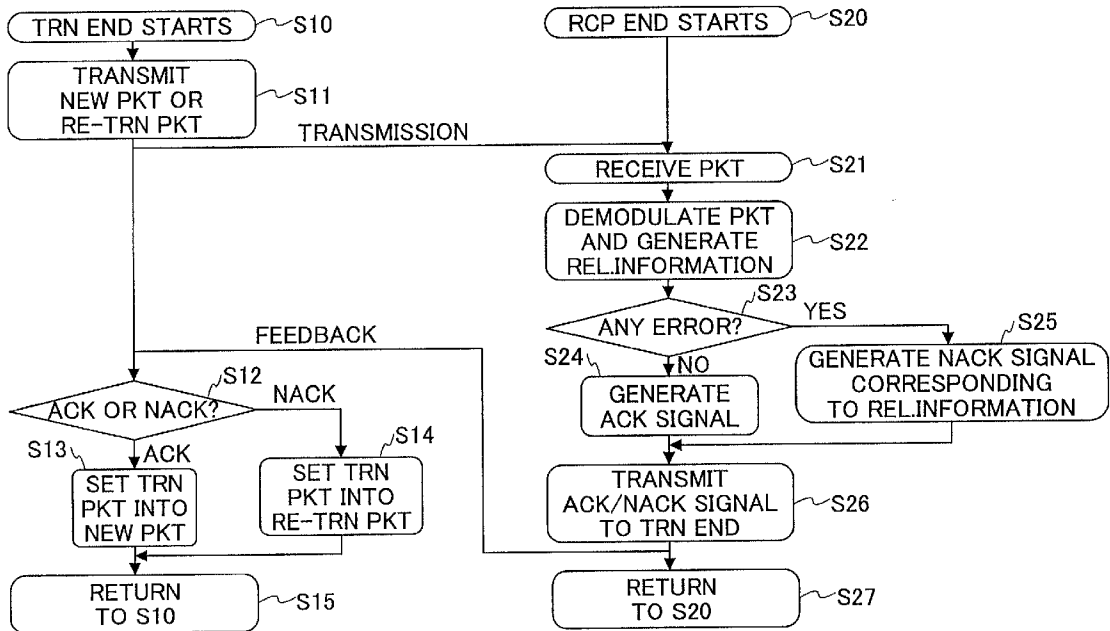 TRN END STARTS
S10
TRANSMIT
NEW PKT OR
RE-TRN PKT
S11
TRANSMISSION
RCP END STARTS
S20
RECEIVE PKT
S21
DEMODULATE PKT
AND GENERATE
REL.INFORMATION
S22
S23
ANY ERROR?
YES
NO
S24
GENERATE
ACK SIGNAL
S25
GENERATE NACK SIGNAL
CORRESPONDING
TO REL.INFORMATION
FEEDBACK
S12
ACK OR NACK?
NACK
ACK
S13
SET TRN
PKT INTO
NEW PKT
S14
SET TRN
PKT INTO
RE-TRN PKT
TRANSMIT
ACK/NACK SIGNAL
TO TRN END
S26
RETURN
TO S10
S15
RETURN
TO S20
S27